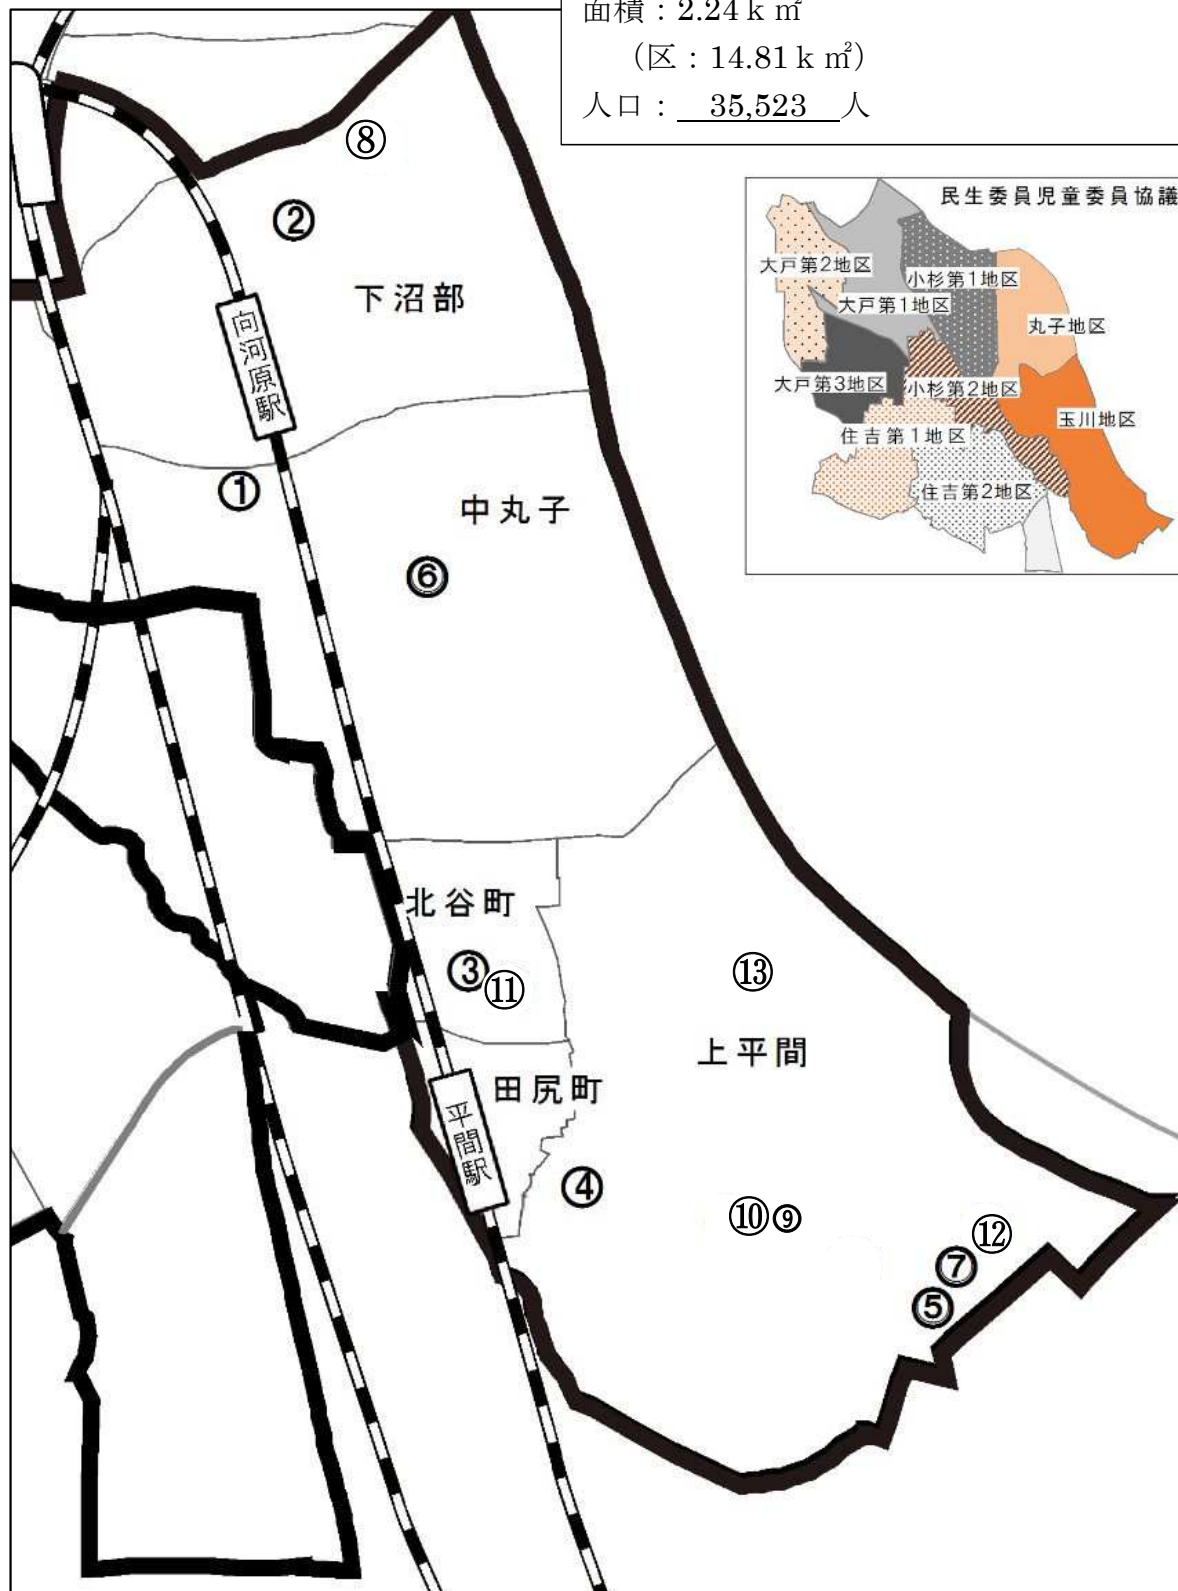 面積：2.24ｋ㎡
（区：14.81ｋ㎡）
人口：　35,523　人
民生委員児童委員協議
大戸第2地区
小杉第1地区
大戸第1地区
丸子地区
大戸第3地区
小杉第2地区
玉川地区
住吉第1地区
住吉第2地区
⑧
②
下沼部
向河原駅
①
中丸子
⑥
北谷町
③
⑪
⑬
上平間
田尻町
平間駅
④
⑩⑨
⑫
⑦
⑤